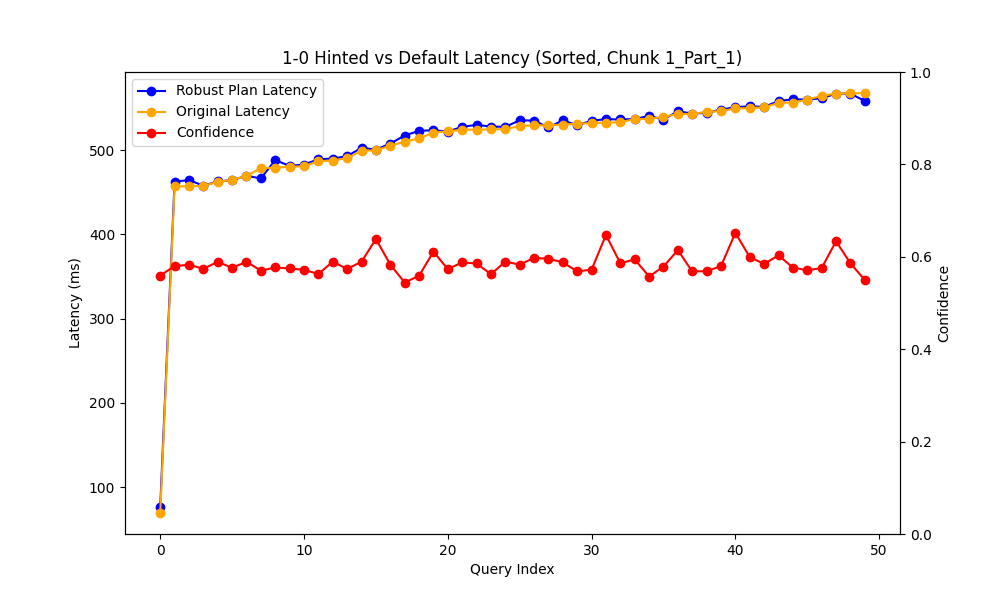 1-0 Hinted vs Default Latency (Sorted, Chunk 1_Part_1)
Robust Plan Latency
Original Latency
Confidence
Latency (ms)
500
400
300
200
100
1.0
0.8
0.6
0.4
0.2
0.0
Confidence
0 10 20 30 40 50
Query Index